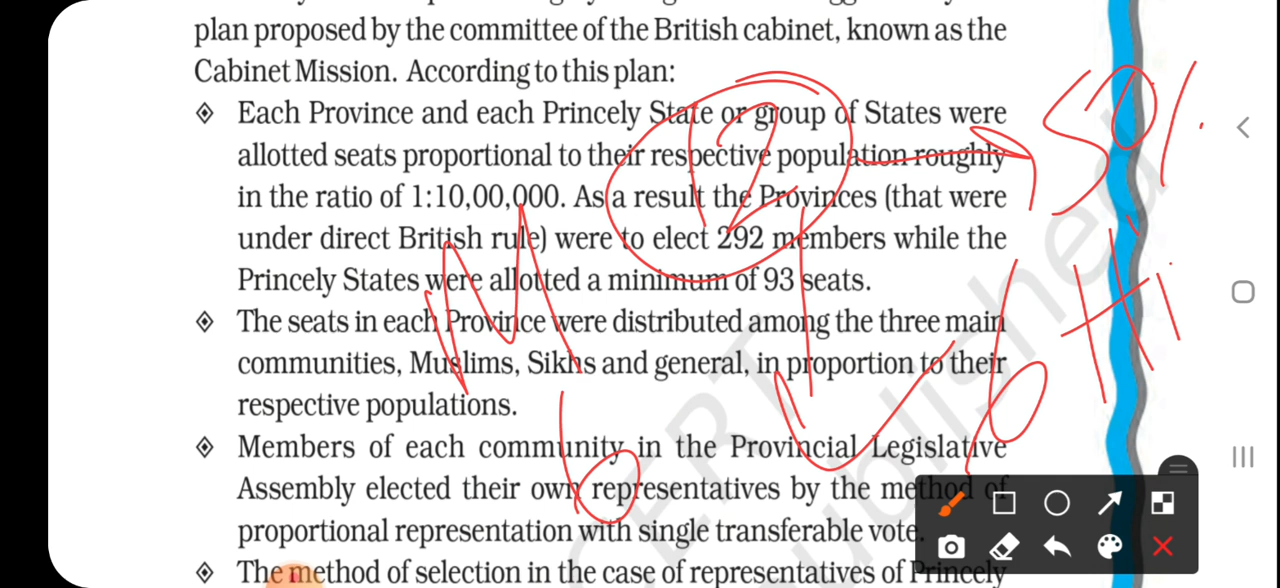 plan proposed by the committee of the British cabinet, known as the
Cabinet Mission. According to this plan:
Each Province and each Princely State or group of States were
allotted seats proportional to their respective population roughly
in the ratio of 1:10,00,000. As a result the Provinces (that were
under direct British rule) were to elect 292 members while the
Princely States were allotted a minimum of 93 seats.
The seats in each Province were distributed among the three main
communities, Muslims, Sikhs and general, in proportion to their
respective populations.
Members of each community in the Provincial Legislative
Assembly elected their own representatives by the method of
proportional representation with single transferable vote.
The method of selection in the case of representatives of Princely
12
50%
M
6
6